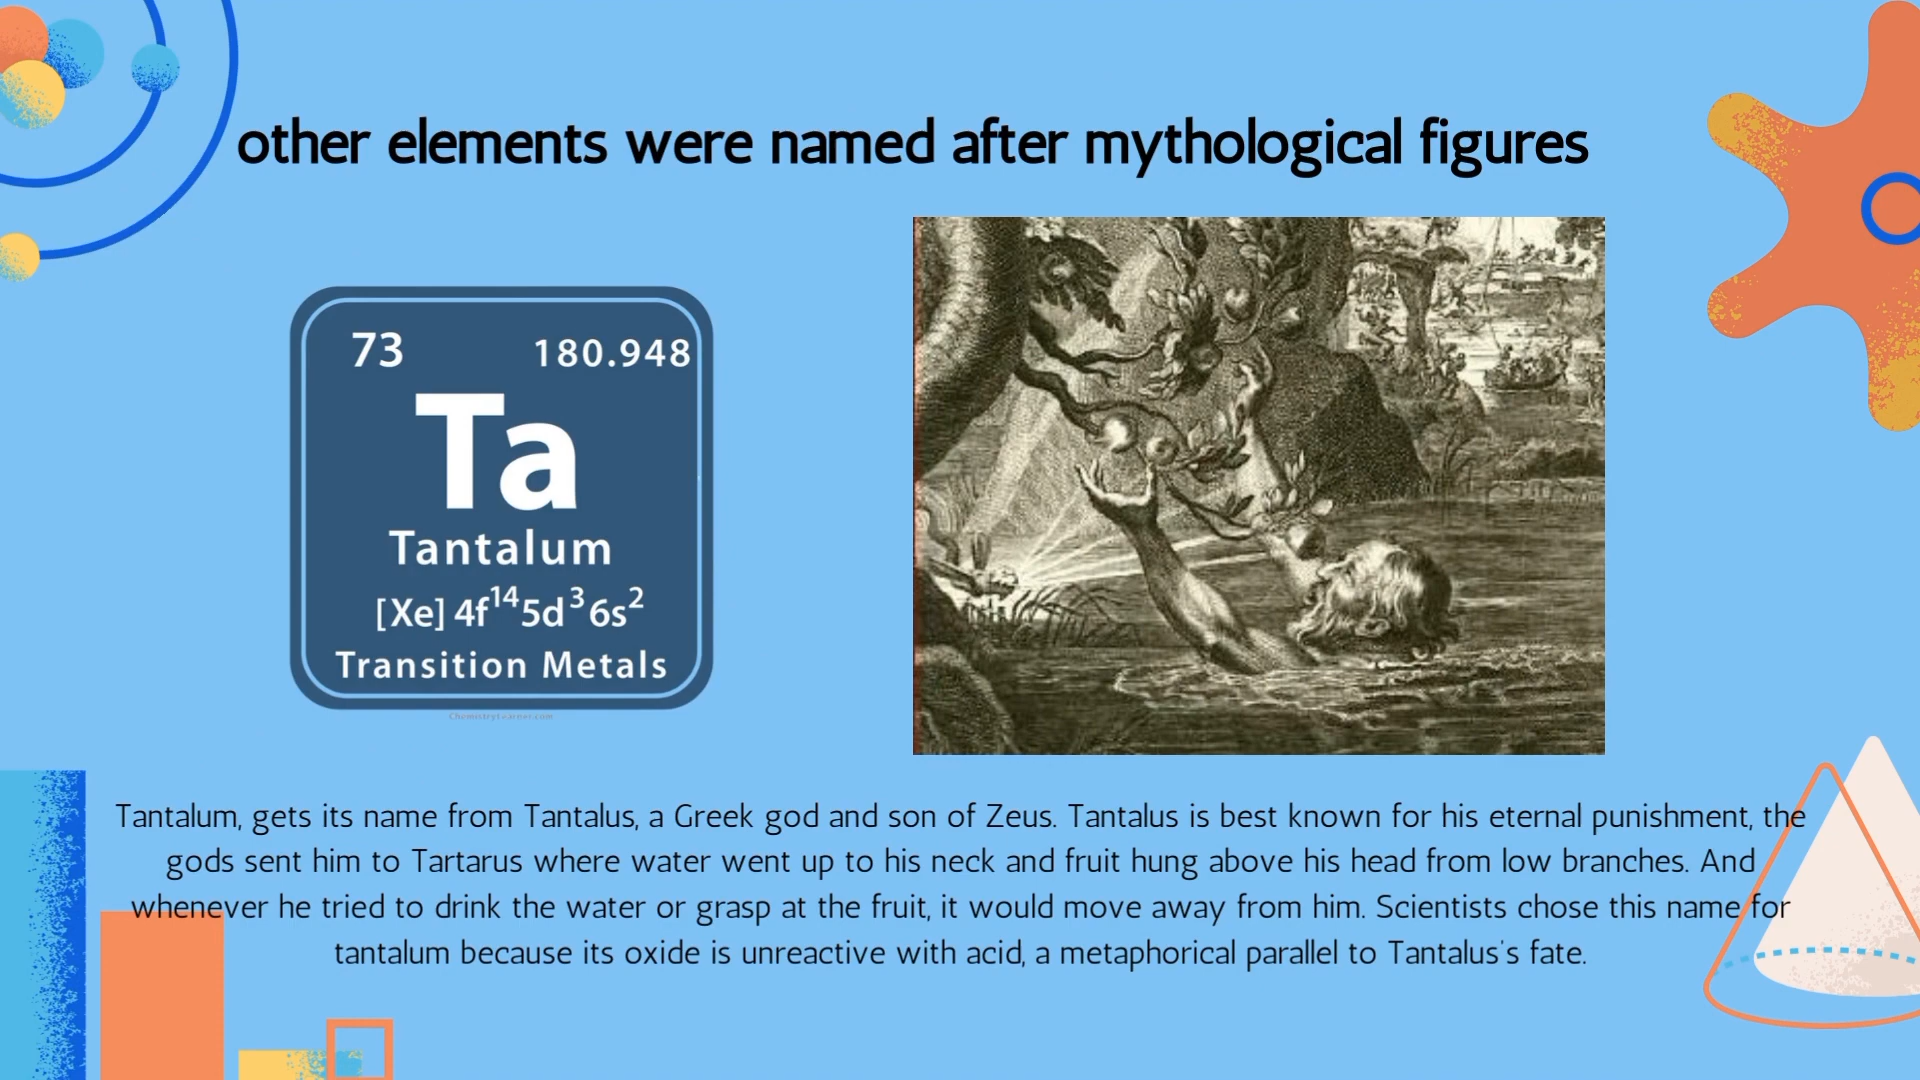 other elements were named after mythological figures
73 180.948
Ta
Tantalum
[Xe] 4f¹⁴5d³6s²
Transition Metals
Tantalum, gets its name from Tantalus, a Greek god and son of Zeus. Tantalus is best known for his eternal punishment, the
gods sent him to Tartarus where water went up to his neck and fruit hung above his head from low branches. And
whenever he tried to drink the water or grasp at the fruit, it would move away from him. Scientists chose this name for
tantalum because its oxide is unreactive with acid, a metaphorical parallel to Tantalus's fate.